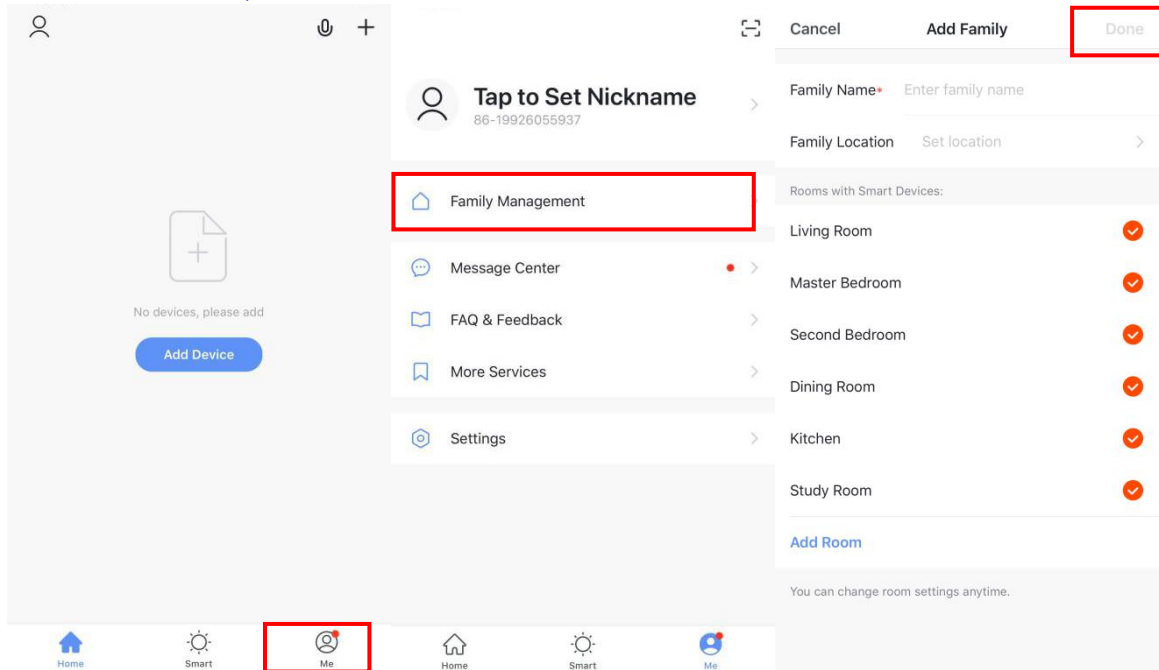 No devices, please add
Add Device
Home
Smart
Me
Tap to Set Nickname
86-19926055937
Family Management
Message Center
FAQ & Feedback
More Services
Settings
Home
Smart
Me
Cancel
Add Family
Done
Family Name*
Enter family name
Family Location
Set location
Rooms with Smart Devices:
Living Room
Master Bedroom
Second Bedroom
Dining Room
Kitchen
Study Room
Add Room
You can change room settings anytime.